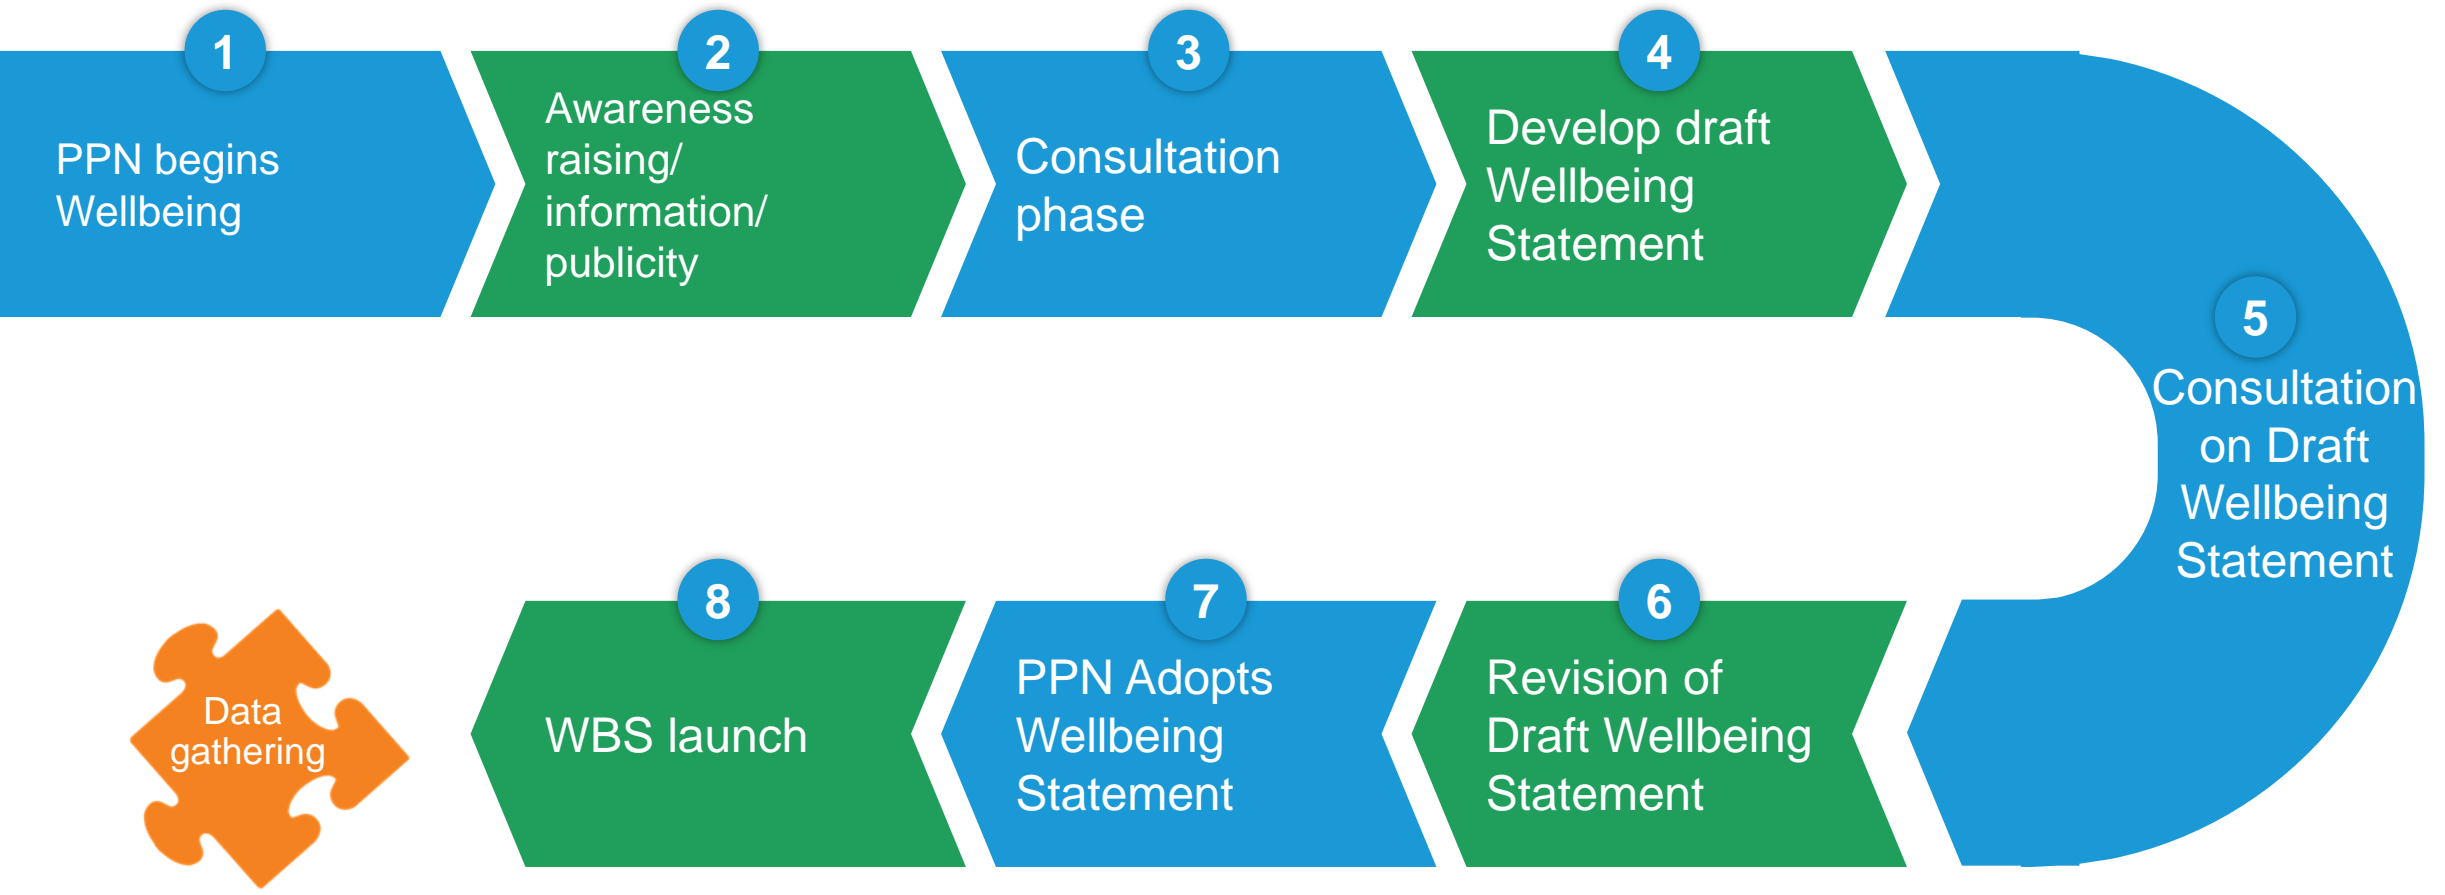 1
PPN begins
Wellbeing
2
Awareness
raising/
information/
publicity
3
Consultation
phase
4
Develop draft
Wellbeing
Statement
5
Consultation
on Draft
Wellbeing
Statement
6
Revision of
Draft Wellbeing
Statement
7
PPN Adopts
Wellbeing
Statement
8
WBS launch
Data
gathering